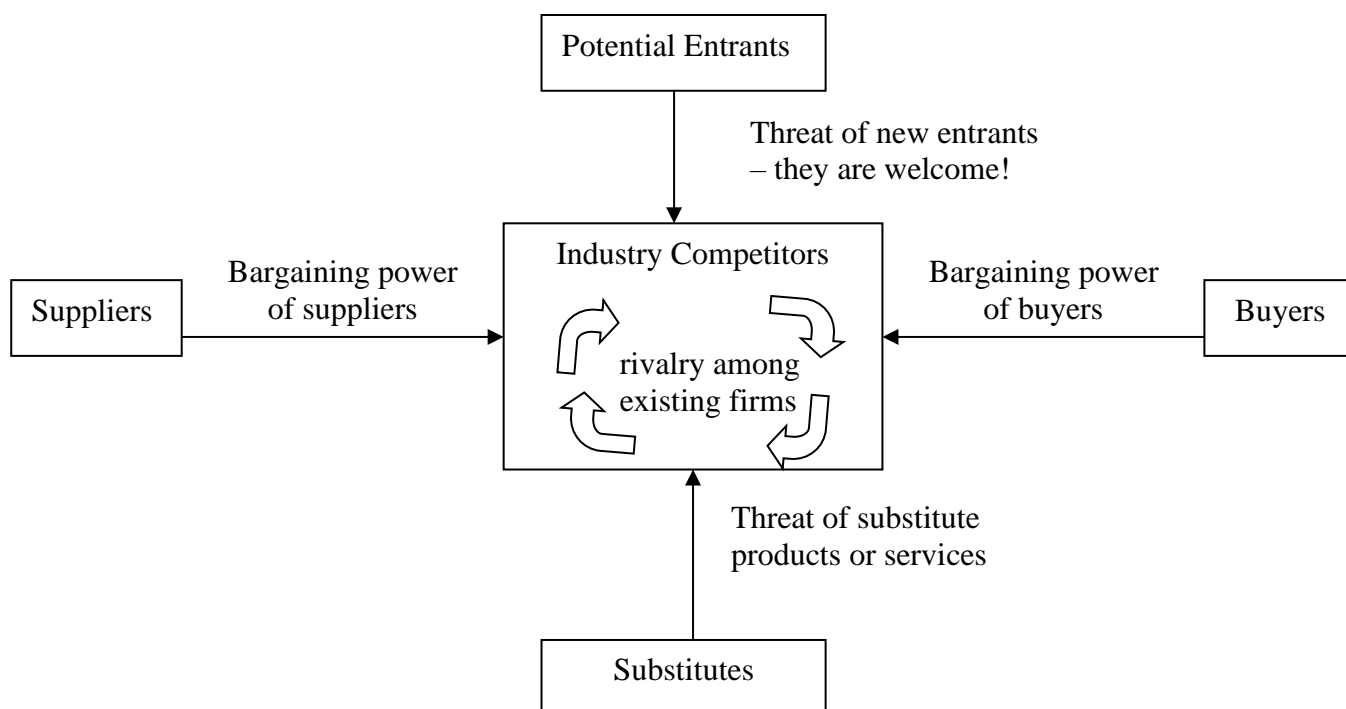 Potential Entrants
Threat of new entrants
– they are welcome!
Industry Competitors
Bargaining power
of suppliers
Bargaining power
of buyers
Suppliers
Buyers
rivalry among
existing firms
Threat of substitute
products or services
Substitutes